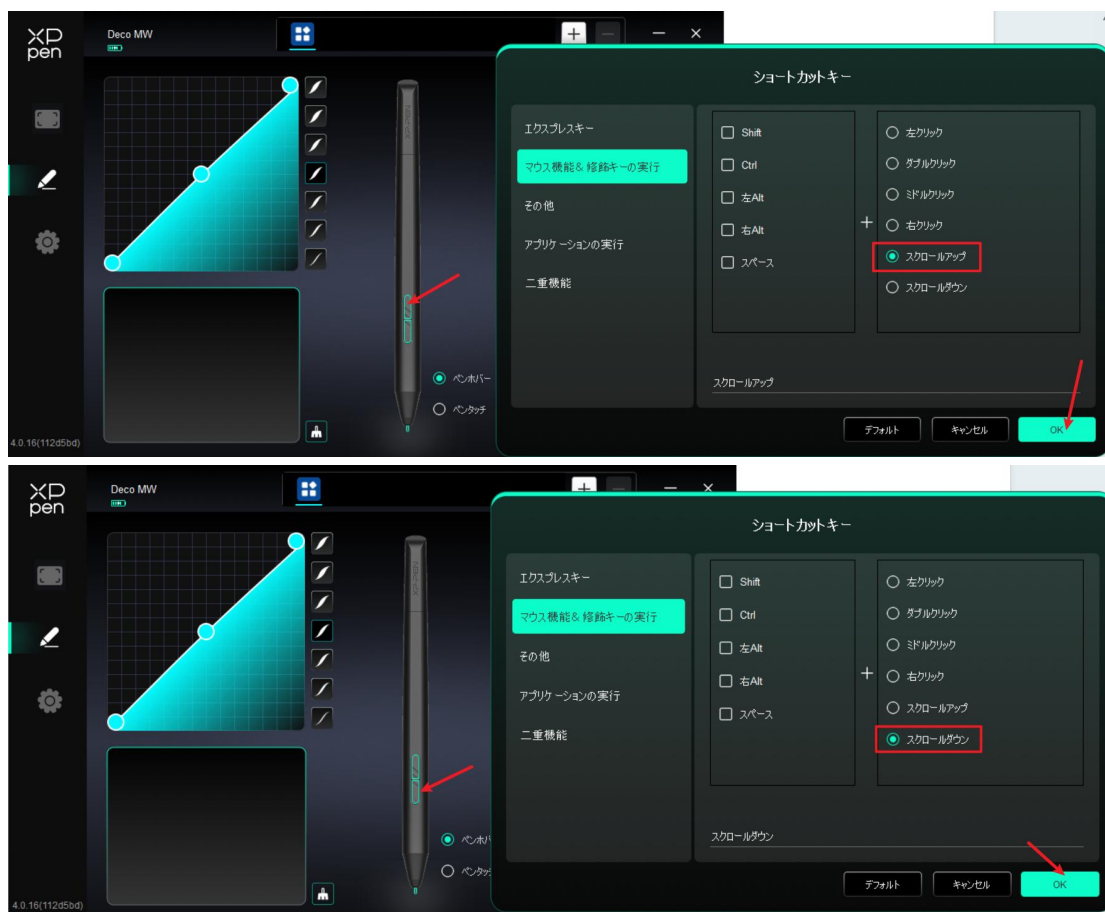 XP
pen
Deco MW
ショートカットキー
エクスプレスキー
マウス機能&修飾キーの実行
その他
アプリケーションの実行
二重機能
Shift
Ctrl
左Alt
右Alt
スペース
+
左クリック
ダブルクリック
ミドルクリック
右クリック
スクロールアップ
スクロールダウン
スクロールアップ
ペンホバー
ペンタッチ
デフォルト
キャンセル
OK
4.0.16(112d5bd)
XP
pen
Deco MW
ショートカットキー
エクスプレスキー
マウス機能&修飾キーの実行
その他
アプリケーションの実行
二重機能
Shift
Ctrl
左Alt
右Alt
スペース
+
左クリック
ダブルクリック
ミドルクリック
右クリック
スクロールアップ
スクロールダウン
スクロールダウン
ペンホバ
ペンタッ
デフォルト
キャンセル
OK
4.0.16(112d5bd)